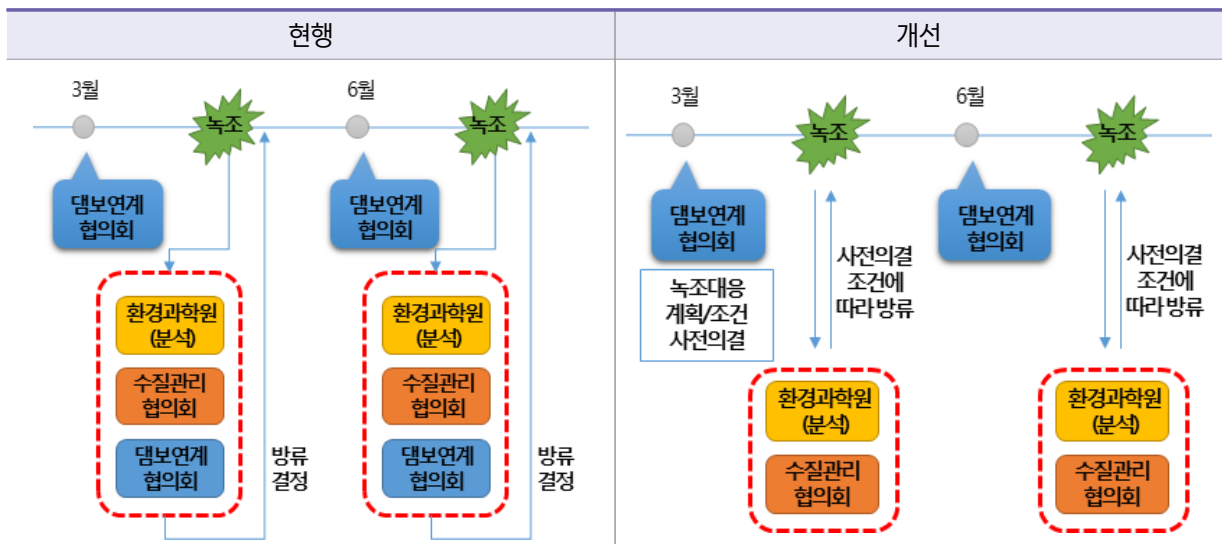 현행
개선
3월
녹조
6월
녹조
댐보연계
협의회
댐보연계
협의회
환경과학원
(분석)
수질관리
협의회
댐보연계
협의회
방류
결정
환경과학원
(분석)
수질관리
협의회
댐보연계
협의회
방류
결정
3월
녹조
6월
녹조
댐보연계
협의회
녹조대응
계획/조건
사전의결
사전의결
조건에
따라 방류
댐보연계
협의회
사전의결
조건에
따라 방류
환경과학원
(분석)
수질관리
협의회
환경과학원
(분석)
수질관리
협의회